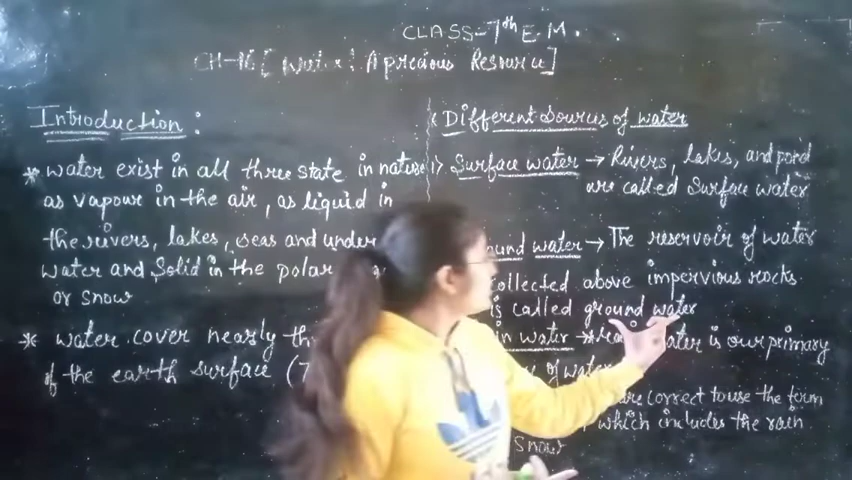 CLASS-7th E.M.
CH-16 [Water: A precious Resource]
Introduction:
* water exist in all three state in nature
as vapour in the air, as liquid in
the rivers, lakes, seas and under
water and Solid in the polar
or snow
* water cover nearly
of the earth surface (7
Different sources of water
1> Surface water → Rivers, lakes, and pond
are called Surface water
ound water → The reservoir of water
ollected above impervious rocks
is called ground water
in water → water is our primary
of water
are correct to use the term
, which includes the rain
Snow